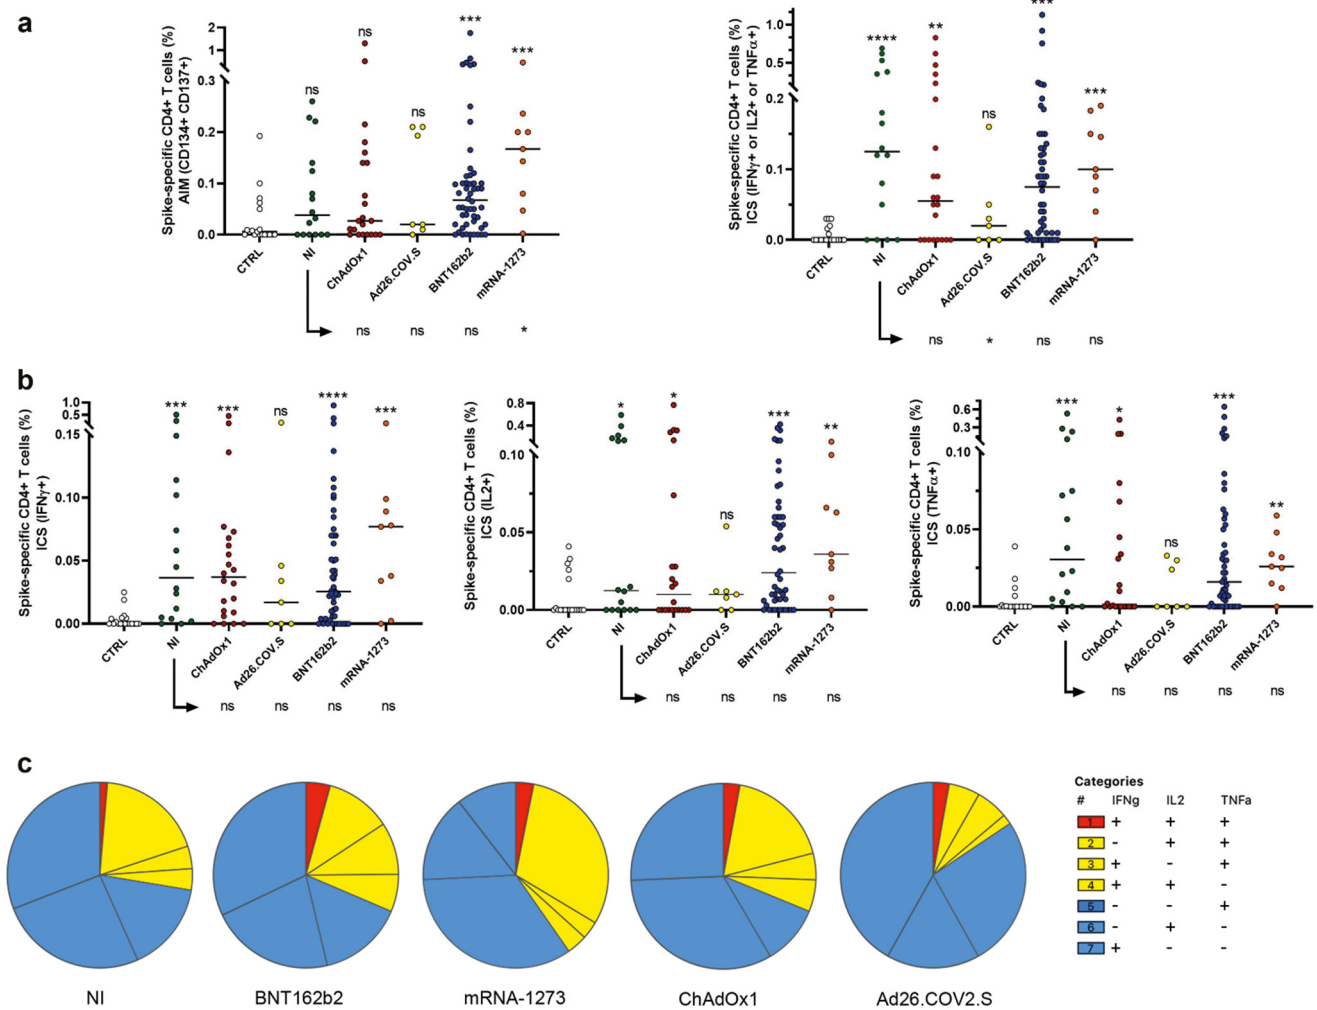 a
Spike-specific CD4+ T cells (%)
AIM (CD134+ CD137+)
2
1
0.3
0.2
0.1
0.0
ns
ns
ns
***
***
CTRL
NI
ChAdOx1
Ad26.COV.S
BNT162b2
mRNA-1273
ns
ns
ns
*
Spike-specific CD4+ T cells (%)
ICS (IFNγ+ or IL2+ or TNFα+)
1.0
0.5
0.2
0.1
0.0
****
**
ns
***
***
CTRL
NI
ChAdOx1
Ad26.COV.S
BNT162b2
mRNA-1273
ns
*
ns
ns
b
Spike-specific CD4+ T cells (%)
ICS (IFNγ+)
1.0
0.5
0.15
0.10
0.05
0.00
***
***
ns
****
***
CTRL
NI
ChAdOx1
Ad26.COV.S
BNT162b2
mRNA-1273
ns
ns
ns
ns
Spike-specific CD4+ T cells (%)
ICS (IL2+)
0.8
0.4
0.10
0.05
0.00
*
*
ns
***
**
CTRL
NI
ChAdOx1
Ad26.COV.S
BNT162b2
mRNA-1273
ns
ns
ns
ns
Spike-specific CD4+ T cells (%)
ICS (TNFα+)
0.6
0.3
0.10
0.05
0.00
***
*
ns
***
**
CTRL
NI
ChAdOx1
Ad26.COV.S
BNT162b2
mRNA-1273
ns
ns
ns
ns
c
NI
BNT162b2
mRNA-1273
ChAdOx1
Ad26.COV2.S
Categories
# IFNg IL2 TNFa
1 + + +
2 - + +
3 + - +
4 + + -
5 - - +
6 - + -
7 + - -